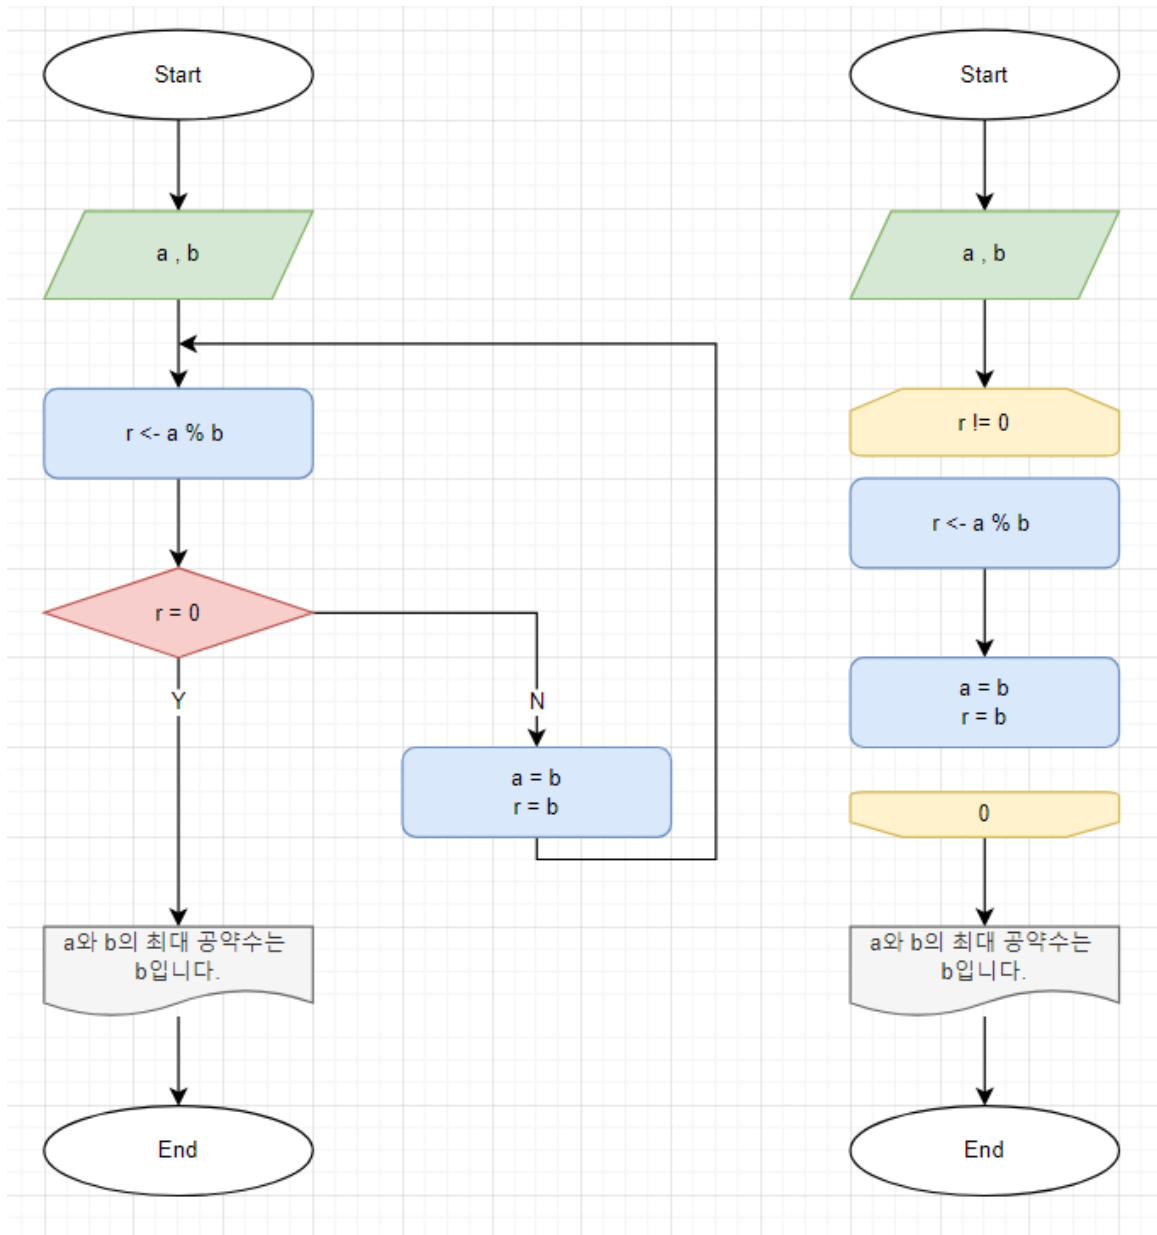 Start
a , b
r <- a % b
r = 0
Y
N
a = b
r = b
a와 b의 최대 공약수는
b입니다.
End
Start
a , b
r != 0
r <- a % b
a = b
r = b
0
a와 b의 최대 공약수는
b입니다.
End